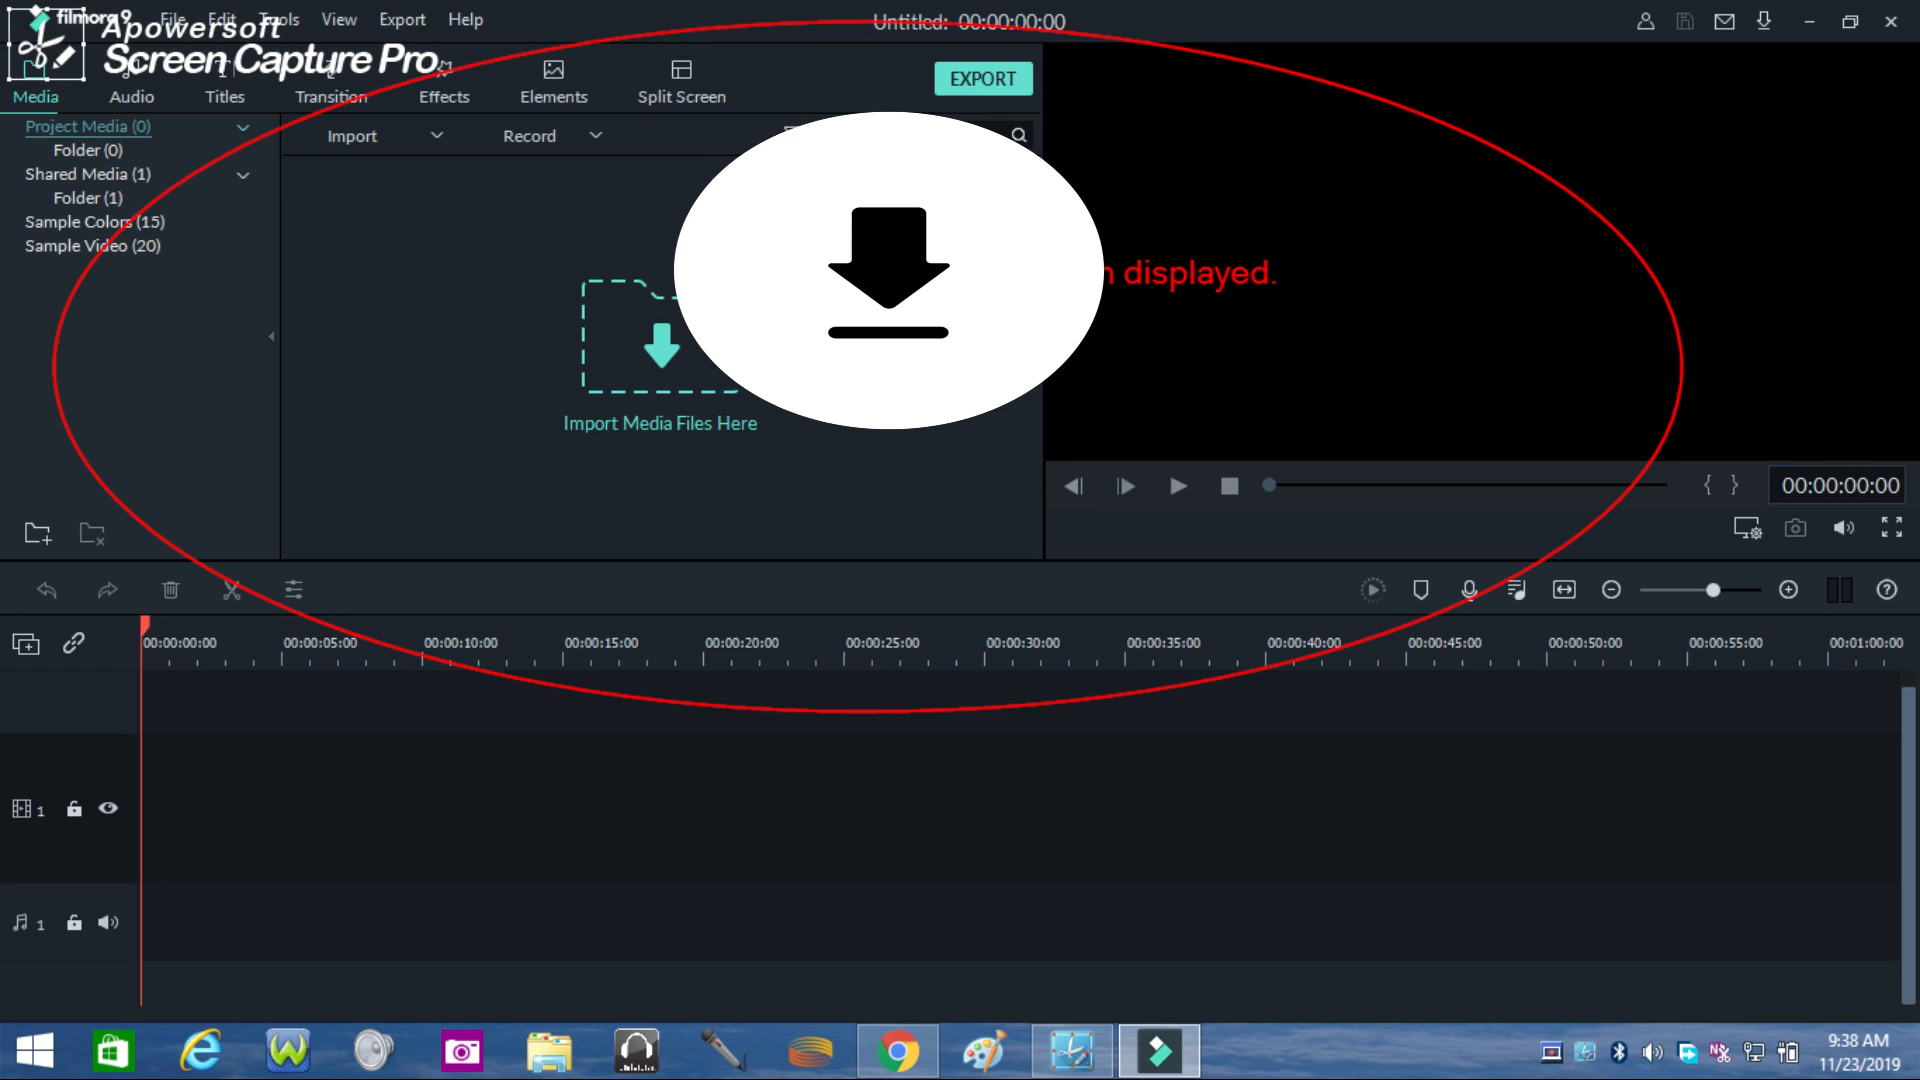 filmora9 File Edit Tools View Export Help
Untitled: 00:00:00:00
Apowersoft
Screen Capture Pro
Media Audio Titles Transition Effects Elements Split Screen
EXPORT
Project Media (0)
Folder (0)
Shared Media (1)
Folder (1)
Sample Colors (15)
Sample Video (20)
Import Record
Import Media Files Here
displayed.
{ } 00:00:00:00
00:00:00:00 00:00:05:00 00:00:10:00 00:00:15:00 00:00:20:00 00:00:25:00 00:00:30:00 00:00:35:00 00:00:40:00 00:00:45:00 00:00:50:00 00:00:55:00 00:01:00:00
1
1
9:38 AM
11/23/2019